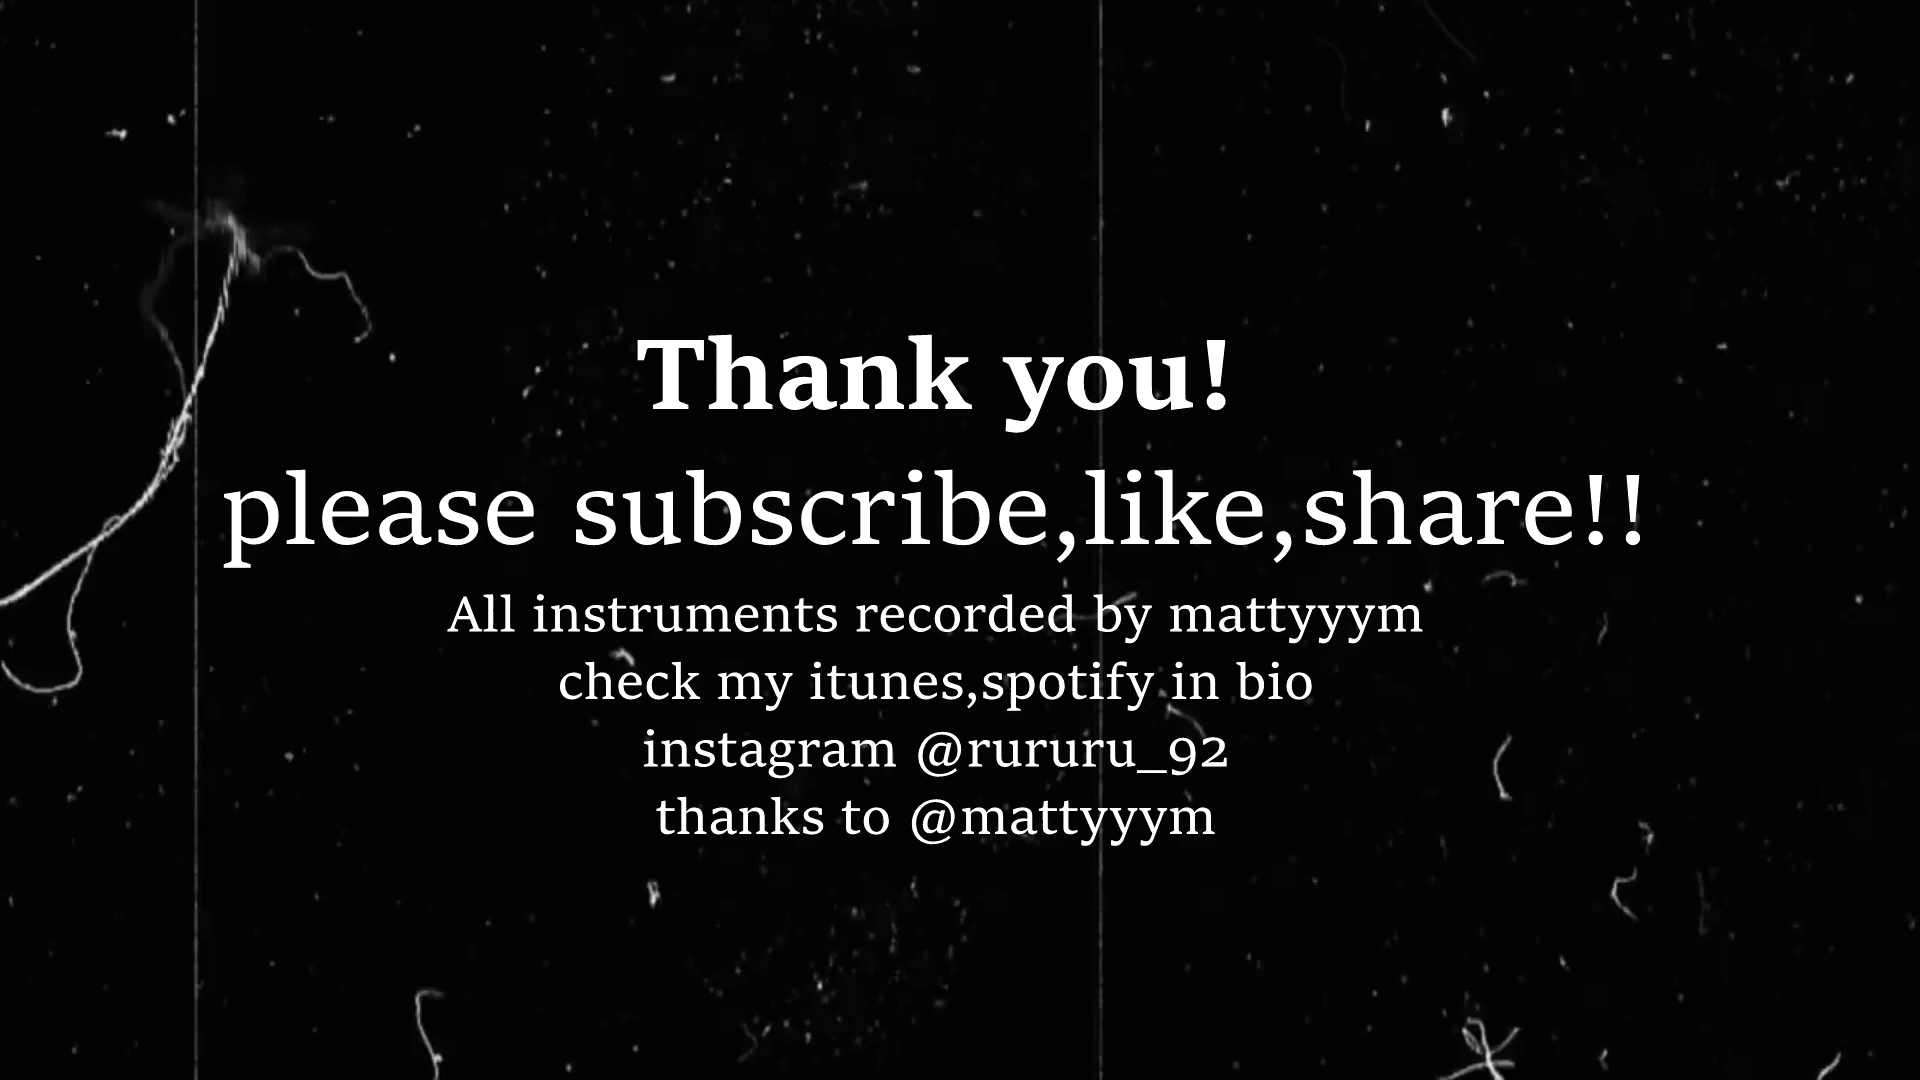 Thank you!
please subscribe,like,share!!
All instruments recorded by mattyyym
check my itunes,spotify in bio
instagram @rururu_92
thanks to @mattyyym